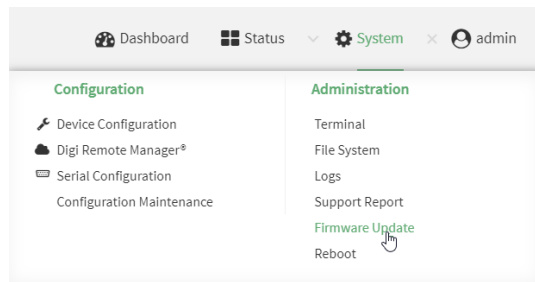 Dashboard Status System admin
Configuration
Device Configuration
Digi Remote Manager®
Serial Configuration
Configuration Maintenance
Administration
Terminal
File System
Logs
Support Report
Firmware Update
Reboot